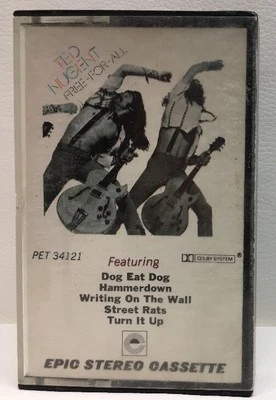 TED
NUGENT
FREE-FOR-ALL
PET 34121
Featuring
DOLBY SYSTEM ®
Dog Eat Dog
Hammerdown
Writing On The Wall
Street Rats
Turn It Up
EPIC STEREO CASSETTE